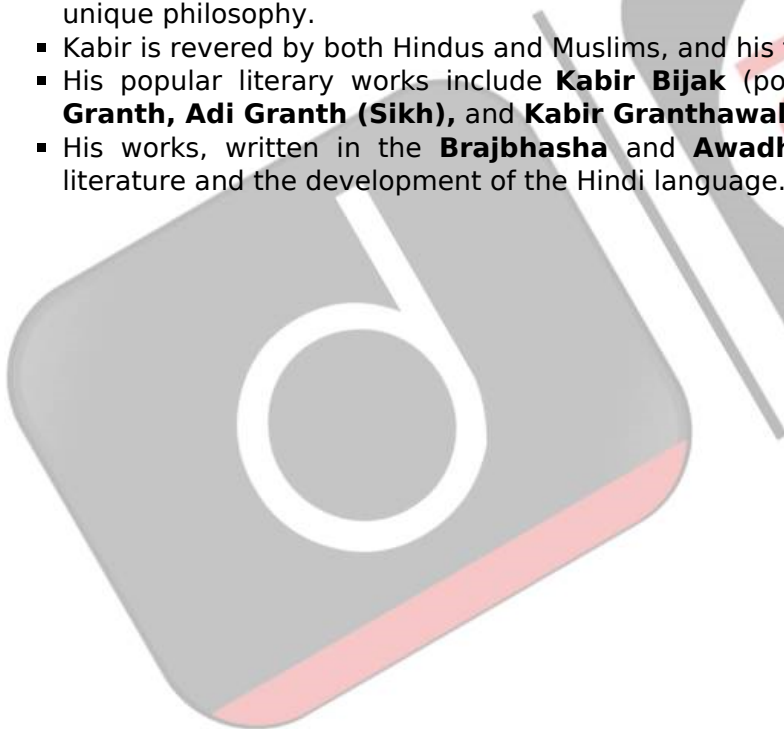 unique philosophy.
▪ Kabir is revered by both Hindus and Muslims, and his
▪ His popular literary works include Kabir Bijak (po
Granth, Adi Granth (Sikh), and Kabir Granthawal
▪ His works, written in the Brajbhasha and Awadh
literature and the development of the Hindi language.